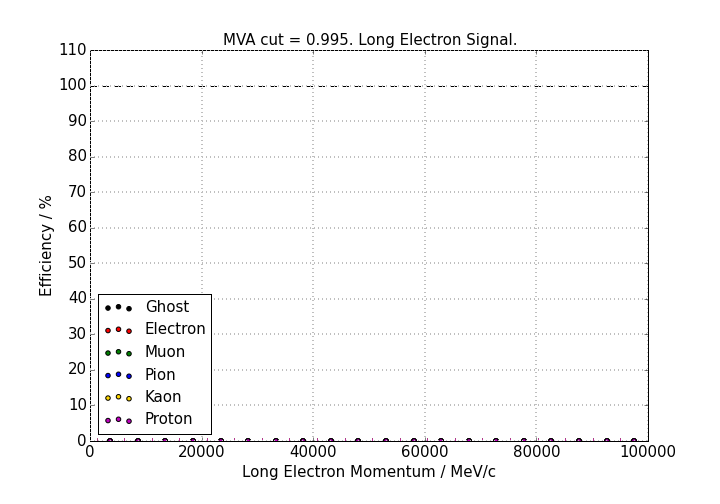 MVA cut = 0.995. Long Electron Signal.
110
100
90
80
70
60
50
40
30
20
10
0
Efficiency / %
Ghost
Electron
Muon
Pion
Kaon
Proton
0 20000 40000 60000 80000 100000
Long Electron Momentum / MeV/c